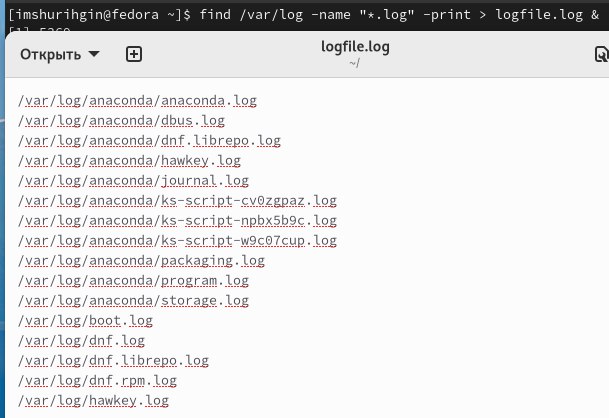 [imshurihgin@fedora ~]$ find /var/log -name "*.log" -print > logfile.log &
Открыть
logfile.log
~/
/var/log/anaconda/anaconda.log
/var/log/anaconda/dbus.log
/var/log/anaconda/dnf.librepo.log
/var/log/anaconda/hawkey.log
/var/log/anaconda/journal.log
/var/log/anaconda/ks-script-cv0zgpaz.log
/var/log/anaconda/ks-script-npbx5b9c.log
/var/log/anaconda/ks-script-w9c07cup.log
/var/log/anaconda/packaging.log
/var/log/anaconda/program.log
/var/log/anaconda/storage.log
/var/log/boot.log
/var/log/dnf.log
/var/log/dnf.librepo.log
/var/log/dnf.rpm.log
/var/log/hawkey.log